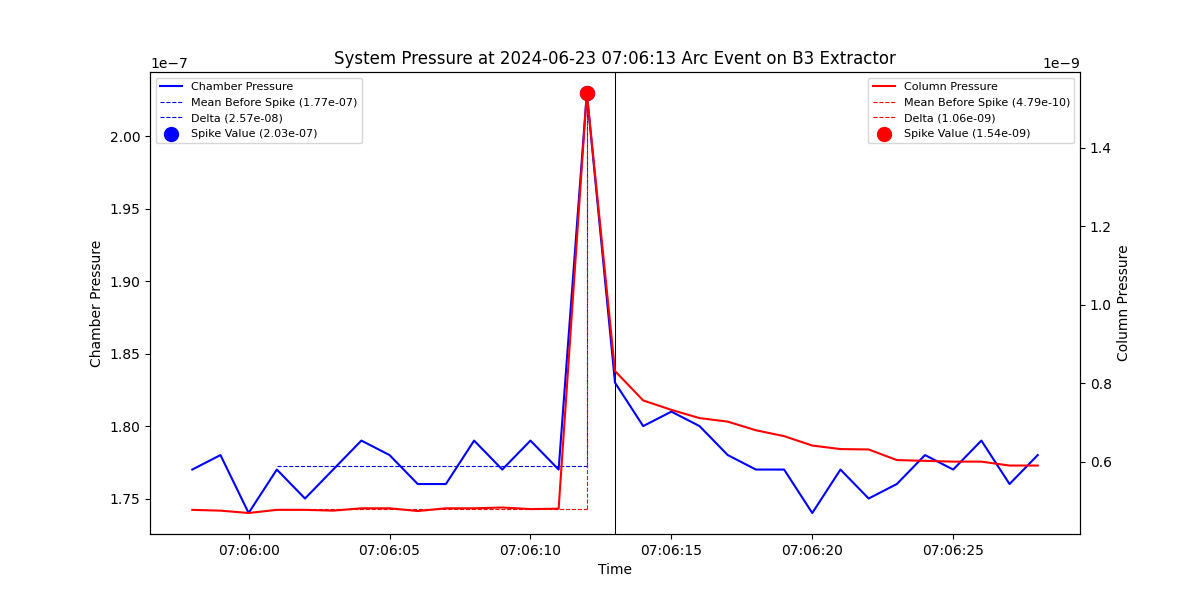 System Pressure at 2024-06-23 07:06:13 Arc Event on B3 Extractor
1e−7
1e−9
Chamber Pressure
Mean Before Spike (1.77e-07)
Delta (2.57e-08)
Spike Value (2.03e-07)
Column Pressure
Mean Before Spike (4.79e-10)
Delta (1.06e-09)
Spike Value (1.54e-09)
2.00
1.95
1.90
1.85
1.80
1.75
Chamber Pressure
1.4
1.2
1.0
0.8
0.6
Column Pressure
07:06:00
07:06:05
07:06:10
07:06:15
07:06:20
07:06:25
Time